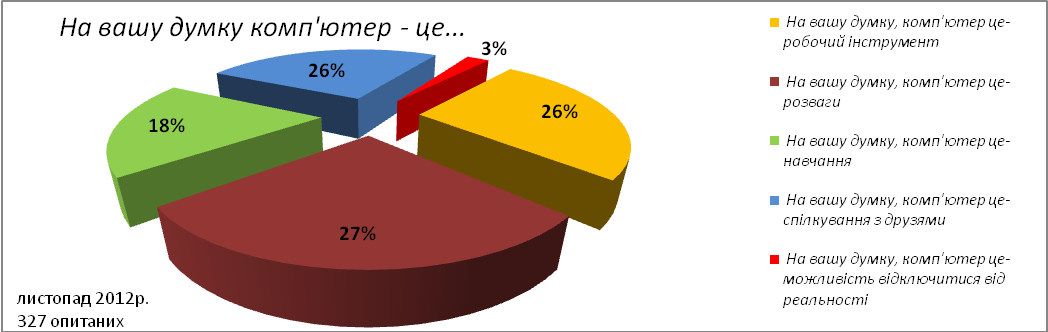 На вашу думку комп'ютер - це...
26%
3%
26%
18%
27%
листопад 2012р.
327 опитаних
На вашу думку, комп'ютер це-
робочий інструмент
На вашу думку, комп'ютер це-
розваги
На вашу думку, комп'ютер це-
навчання
На вашу думку, комп'ютер це-
спілкування з друзями
На вашу думку, комп'ютер це-
можливість відключитися від
реальності